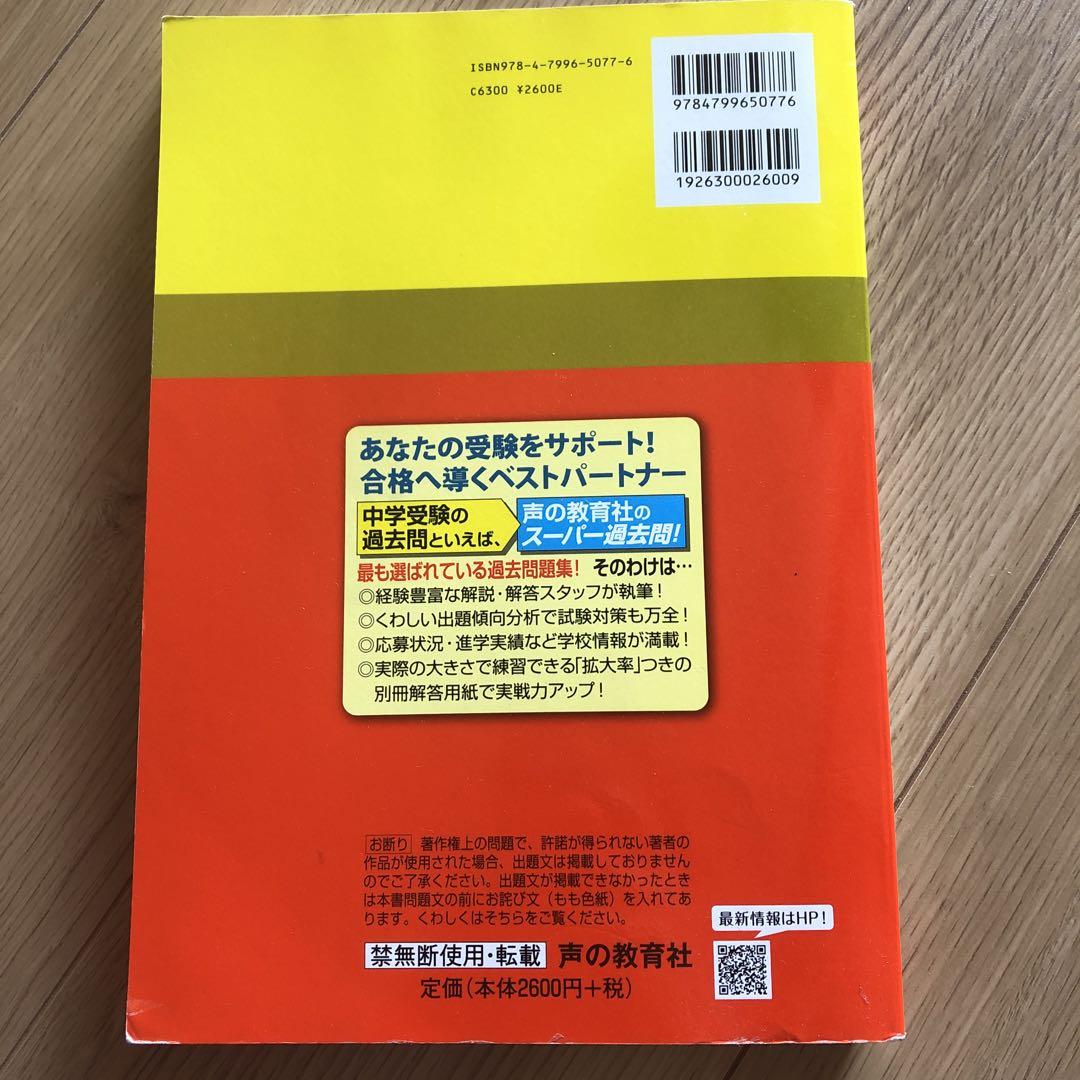 ISBN978-4-7996-5077-6
C6300 ¥2600E
9784799650776
1926300026009
あなたの受験をサポート!
合格へ導くベストパートナー
中学受験の
過去問といえば、
声の教育社の
スーパー過去問!
最も選ばれている過去問題集! そのわけは…
◎経験豊富な解説・解答スタッフが執筆!
◎くわしい出題傾向分析で試験対策も万全!
◎応募状況・進学実績など学校情報が満載!
◎実際の大きさで練習できる「拡大率」つきの
別冊解答用紙で実戦力アップ!
お断り 著作権上の問題で、許諾が得られない著者の
作品が使用された場合、出題文は掲載しておりません
のでご了承ください。出題文が掲載できなかったときは
は本書問題文の前にお詫び文(もも色紙)を入れてあ
ります。くわしくはそちらをご覧ください。
最新情報はHP!
禁無断使用・転載 声の教育社
定価(本体2600円+税)